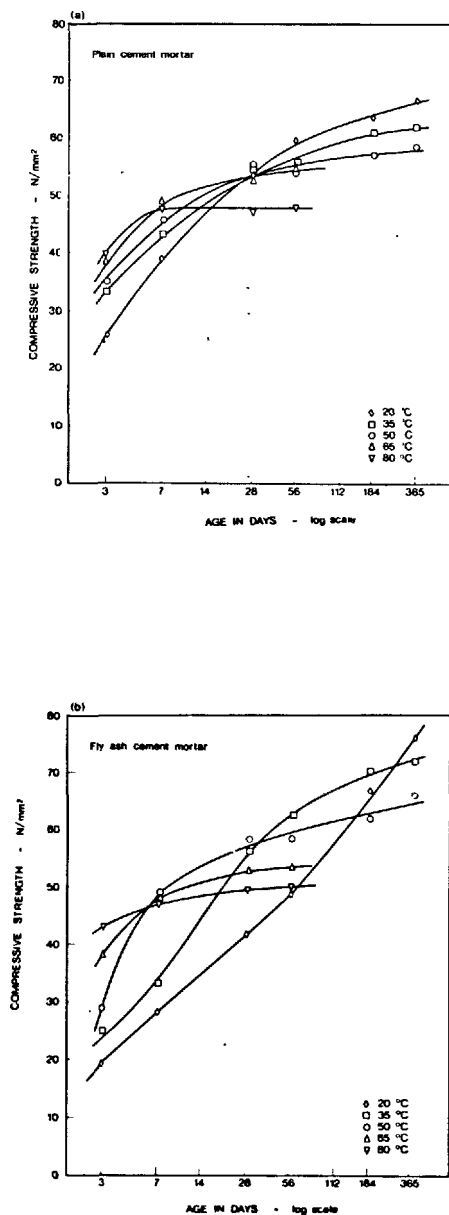 (a)
80
Plain cement mortar
70
60
50
40
30
20
10
0
COMPRESSIVE STRENGTH - N/mm²
◊ 20 °C
□ 35 °C
○ 50 C
△ 65 °C
▽ 80 °C
3 7 14 28 56 112 184 365
AGE IN DAYS - log scale
(b)
80
Fly ash cement mortar
70
60
50
40
30
20
10
0
COMPRESSIVE STRENGTH - N/mm²
◊ 20 °C
□ 35 °C
○ 50 °C
△ 65 °C
▽ 80 °C
3 7 14 28 56 112 184 365
AGE IN DAYS - log scale